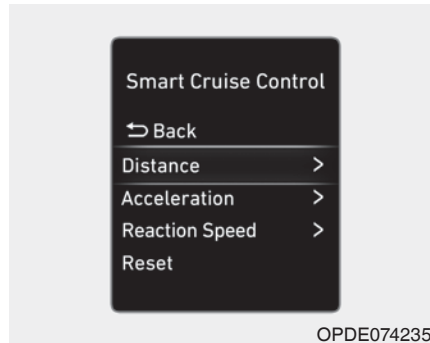 Smart Cruise Control
Back
Distance >
Acceleration >
Reaction Speed >
Reset
OPDE074235